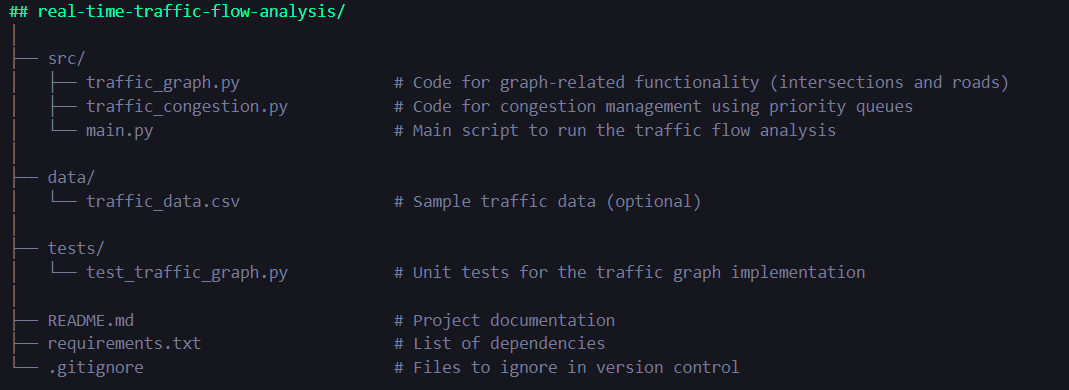 ## real-time-traffic-flow-analysis/
│
├── src/
│   ├── traffic_graph.py                # Code for graph-related functionality (intersections and roads)
│   ├── traffic_congestion.py           # Code for congestion management using priority queues
│   └── main.py                         # Main script to run the traffic flow analysis
│
├── data/
│   └── traffic_data.csv                # Sample traffic data (optional)
│
├── tests/
│   └── test_traffic_graph.py           # Unit tests for the traffic graph implementation
│
├── README.md                           # Project documentation
├── requirements.txt                    # List of dependencies
└── .gitignore                          # Files to ignore in version control